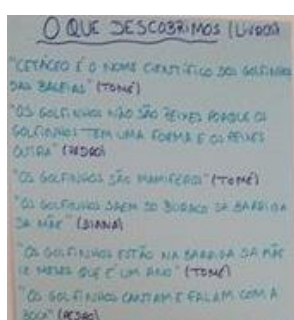 O QUE DESCOBRIMOS (LIVROS)
"CETÁCEO É O NOME CIENTÍFICO DOS GOLFINHOS
DAS BALEIAS" (TOMÉ)
"OS GOLFINHOS NÃO SÃO PEIXES PORQUE OS
GOLFINHOS TEM UMA FORMA E OS PEIXES
OUTRA" (PEDRO)
"OS GOLFINHOS SÃO MAMÍFEROS" (TOMÉ)
"OS GOLFINHOS SAEM DO BURACO DA BARRIGA
DA MÃE" (DIANA)
"OS GOLFINHOS ESTÃO NA BARRIGA DA MÃE
12 MESES QUE É UM ANO" (TOMÉ)
"OS GOLFINHOS CANTAM E FALAM COM A
BOCA" (PEDRO)